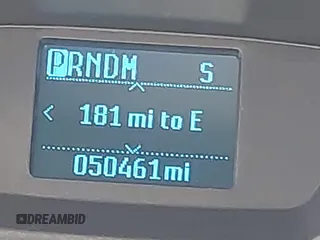 PRNDM S
< 181 mi to E
050461mi
DREAMBID